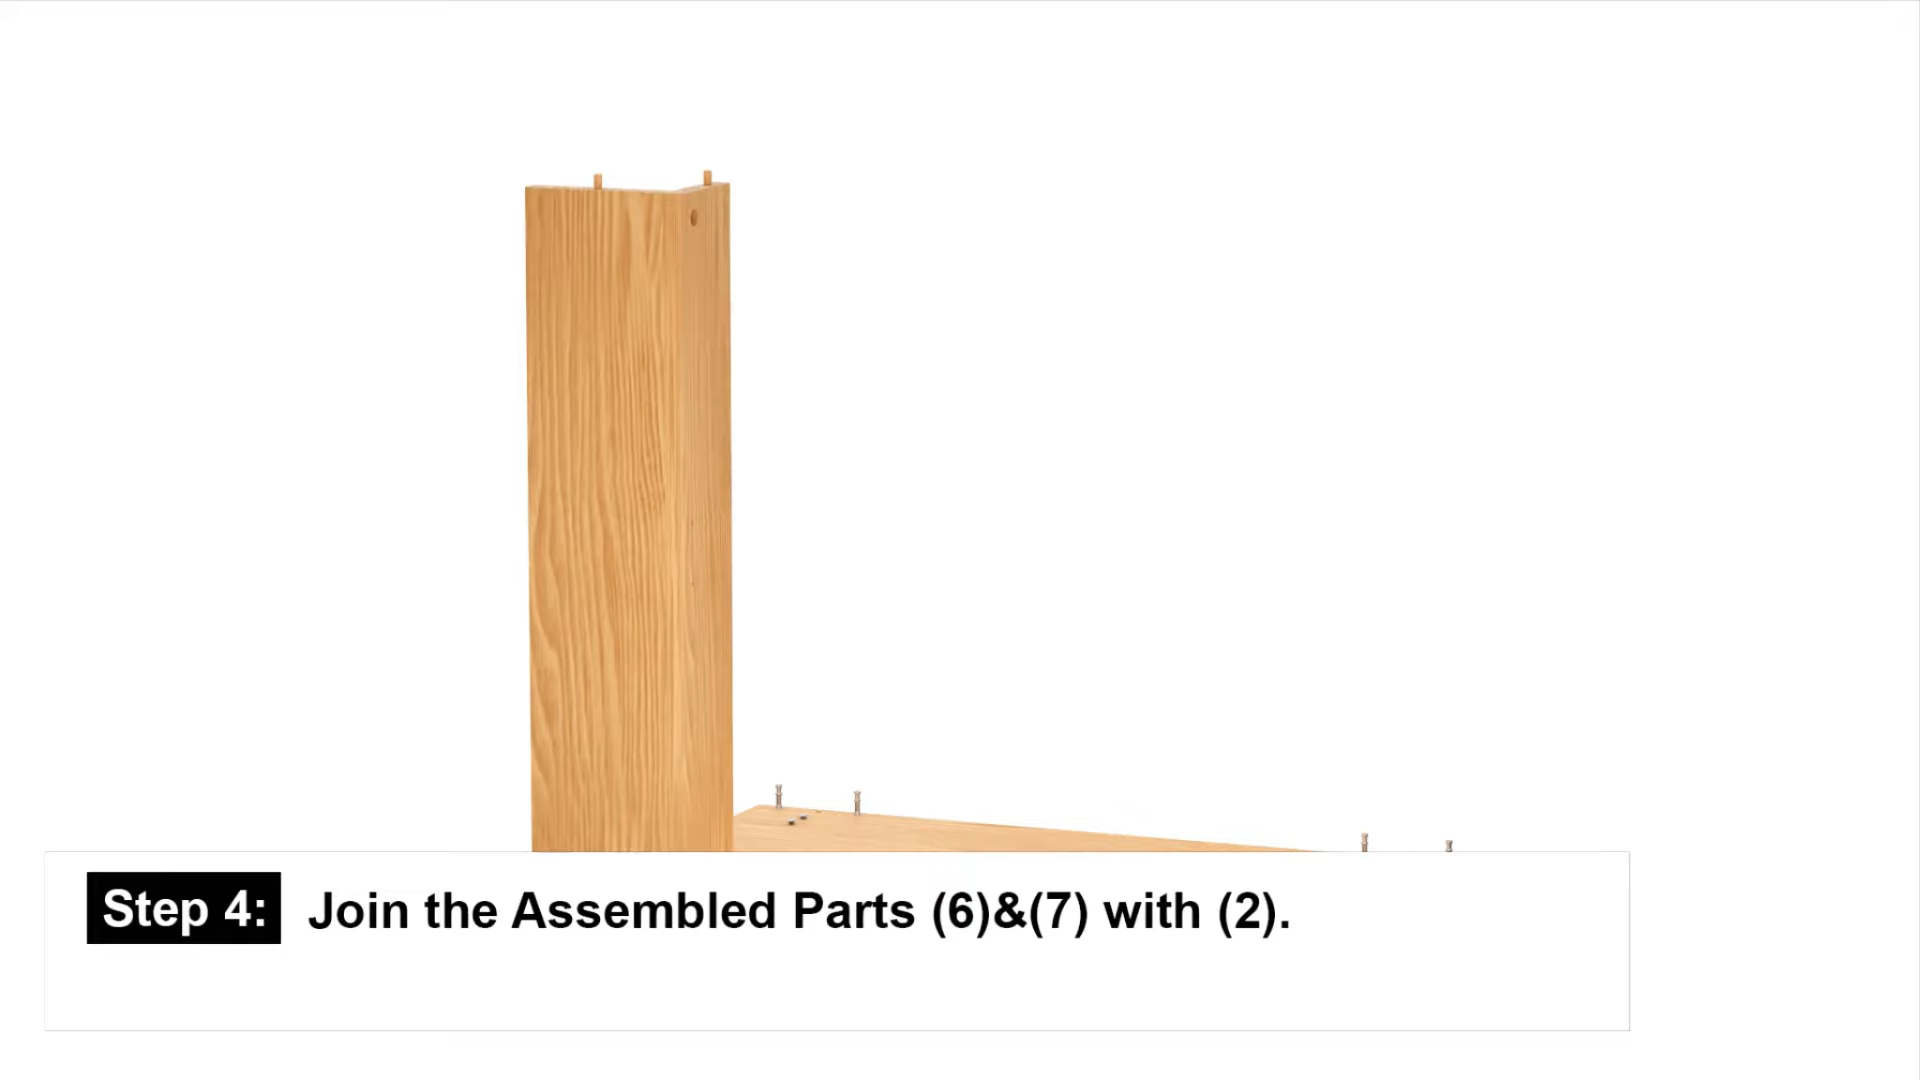 Step 4: Join the Assembled Parts (6)&(7) with (2).